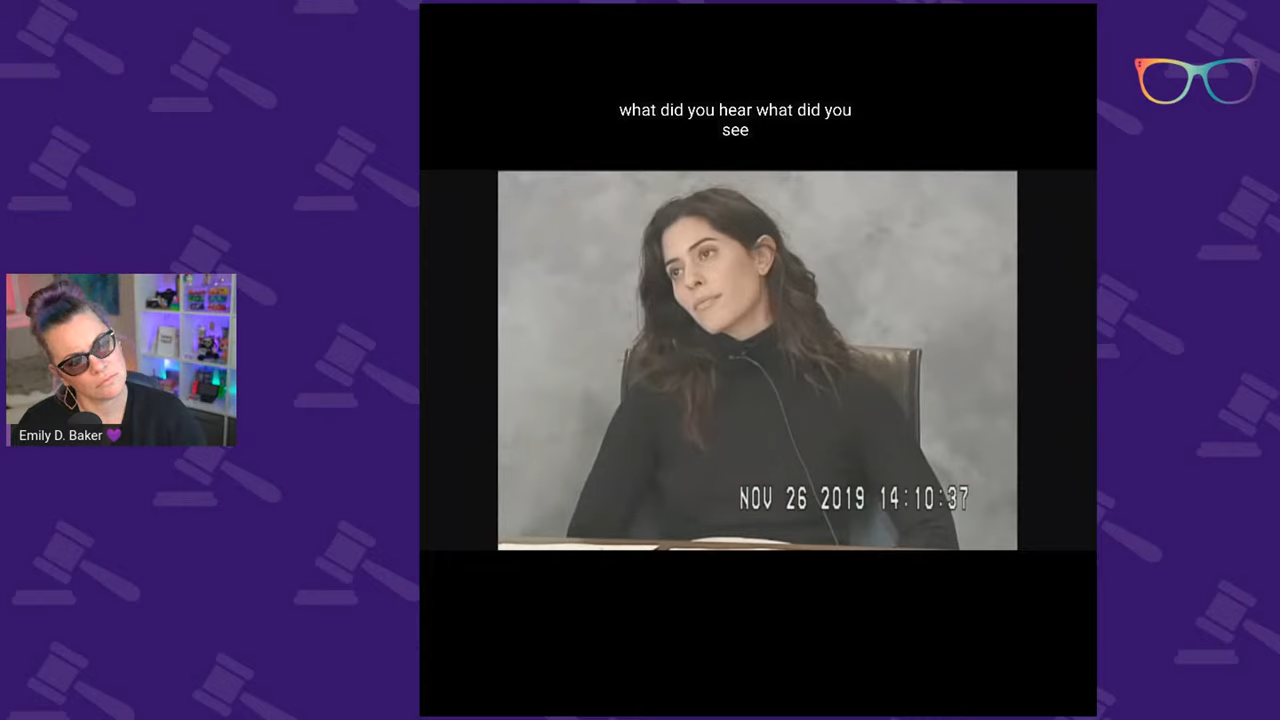 what did you hear what did you
see
NOV 26 2019 14:10:37
Emily D. Baker 💜